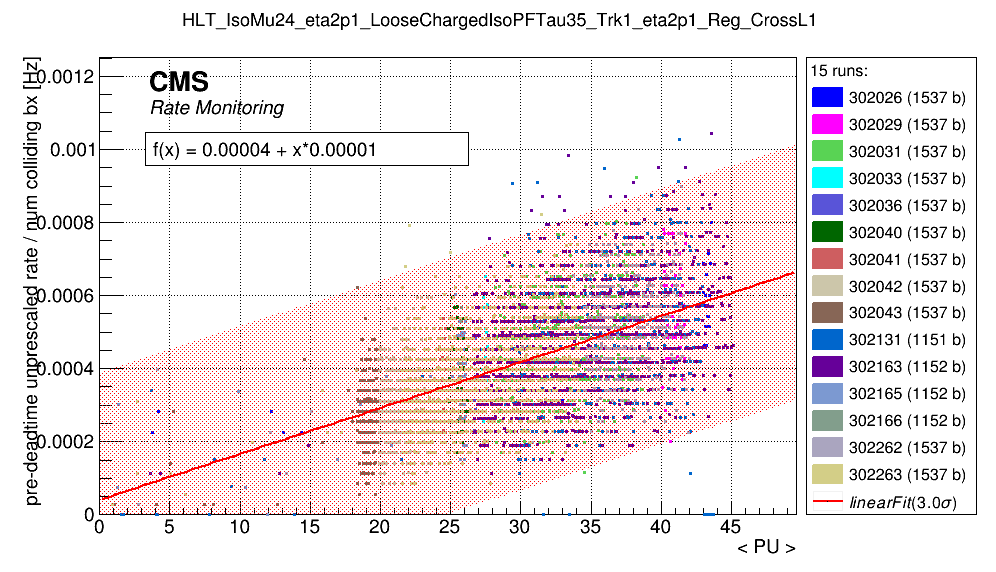 HLT_IsoMu24_eta2p1_LooseChargedIsoPFTau35_Trk1_eta2p1_Reg_CrossL1
pre-deadtime unprescaled rate / num colliding bx [Hz]
CMS
Rate Monitoring
f(x) = 0.00004 + x*0.00001
0.0012
0.001
0.0008
0.0006
0.0004
0.0002
0
0 5 10 15 20 25 30 35 40 45
< PU >
15 runs:
302026 (1537 b)
302029 (1537 b)
302031 (1537 b)
302033 (1537 b)
302036 (1537 b)
302040 (1537 b)
302041 (1537 b)
302042 (1537 b)
302043 (1537 b)
302131 (1151 b)
302163 (1152 b)
302165 (1152 b)
302166 (1152 b)
302262 (1537 b)
302263 (1537 b)
linearFit(3.0σ)